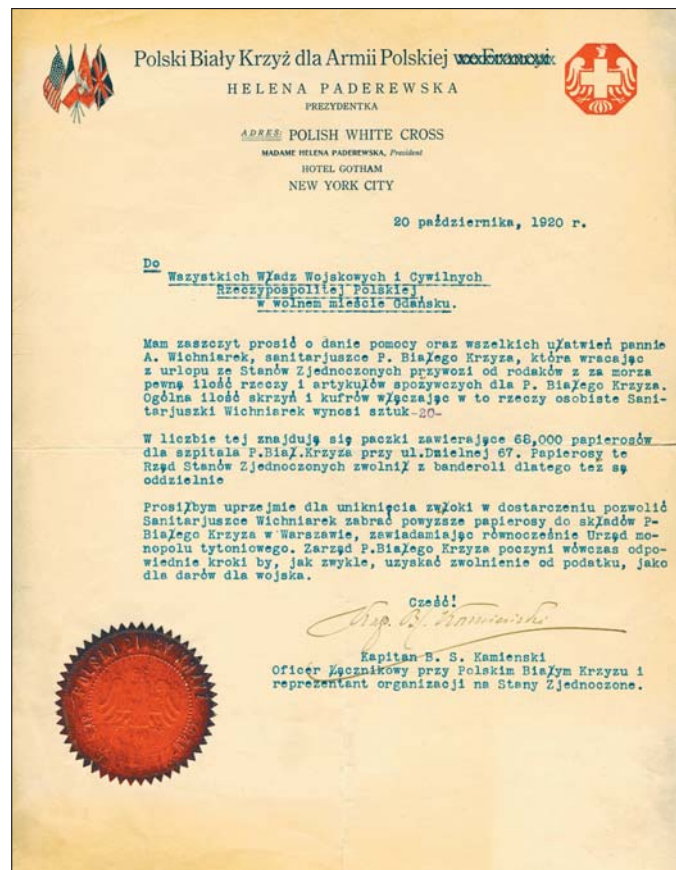 Polski Biały Krzyż dla Armii Polskiej we Francyi
HELENA PADEREWSKA
PREZYDENTKA
ADRES: POLISH WHITE CROSS
MADAME HELENA PADEREWSKA, President
HOTEL GOTHAM
NEW YORK CITY
20 października, 1920 r.
Do
Wszystkich Władz Wojskowych i Cywilnych
Rzeczypospolitej Polskiej
w wolnem mieście Gdańsku.
Mam zaszczyt prosić o danie pomocy oraz wszelkich ułatwień pannie
A. Wichniarek, sanitarjuszce P. Białego Krzyża, która wracając
z urlopu ze Stanów Zjednoczonych przywozi od rodaków z za morza
pewną ilość rzeczy i artykułów spożywczych dla P. Białego Krzyża.
Ogólna ilość skrzyń i kufrów włączając w to rzeczy osobiste Sani-
tarjuszki Wichniarek wynosi sztuk-20-
W liczbie tej znajdują się paczki zawierające 68,000 papierosów
dla szpitala P.Biał.Krzyża przy ul.Dzielnej 67. Papierosy te
Rząd Stanów Zjednoczonych zwolnił z banderoli dlatego też są
oddzielnie
Prosiłbym uprzejmie dla uniknięcia zwłoki w dostarczeniu pozwolić
Sanitarjuszce Wichniarek zabrać powyzsze papierosy do składów P-
Białego Krzyża w Warszawie, zawiadamiając równocześnie Urząd mo-
nopolu tytoniowego. Zarząd P.Białego Krzyża poczyni wówczas odpo-
wiednie kroki by, jak zwykle, uzyskać zwolnienie od podatku, jako
dla darów dla wojska.
Cześć!
Kap. B. S. Kamienski
Kapitan B. S. Kamienski
Oficer Łącznikowy przy Polskim Białym Krzyżu i
reprezentant organizacji na Stany Zjednoczone.